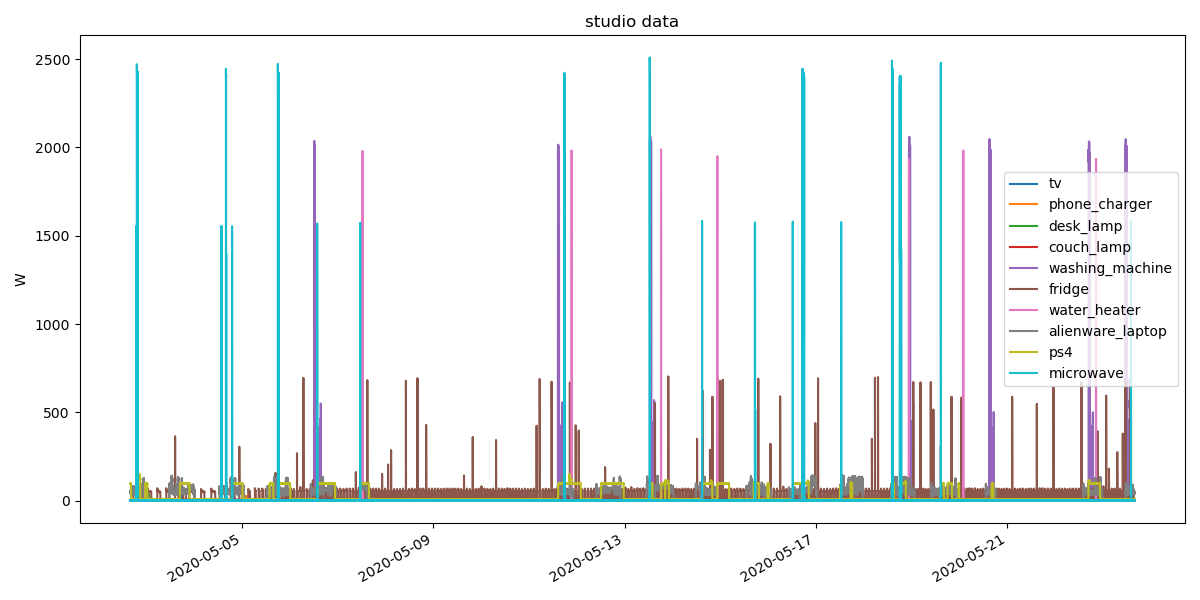 studio data
W
2500
2000
1500
1000
500
0
2020-05-05
2020-05-09
2020-05-13
2020-05-17
2020-05-21
tv
phone_charger
desk_lamp
couch_lamp
washing_machine
fridge
water_heater
alienware_laptop
ps4
microwave